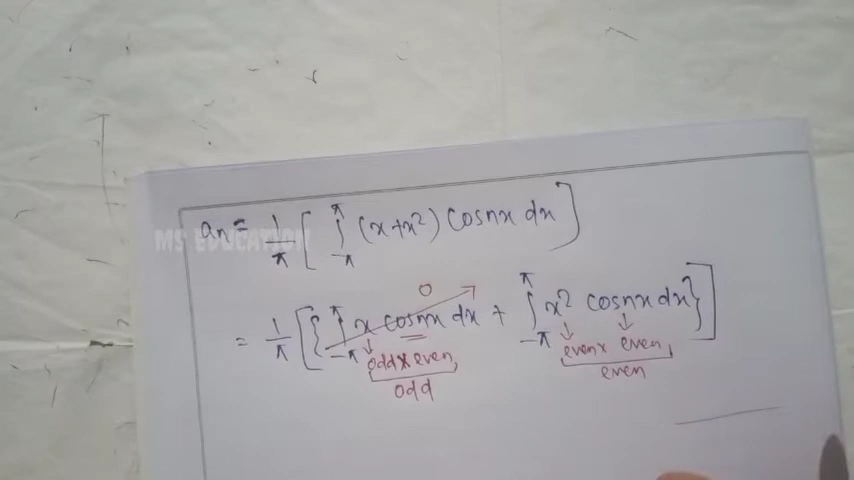 an = 1/π [ ∫_{-π}^{π} (x+x²) Cosnx dx ]
MS EDUCATION
= 1/π [ { ∫_{-π}^{π} x cosnx dx + ∫_{-π}^{π} x² cosnx dx } ]
0
odd x even, even x even,
odd even